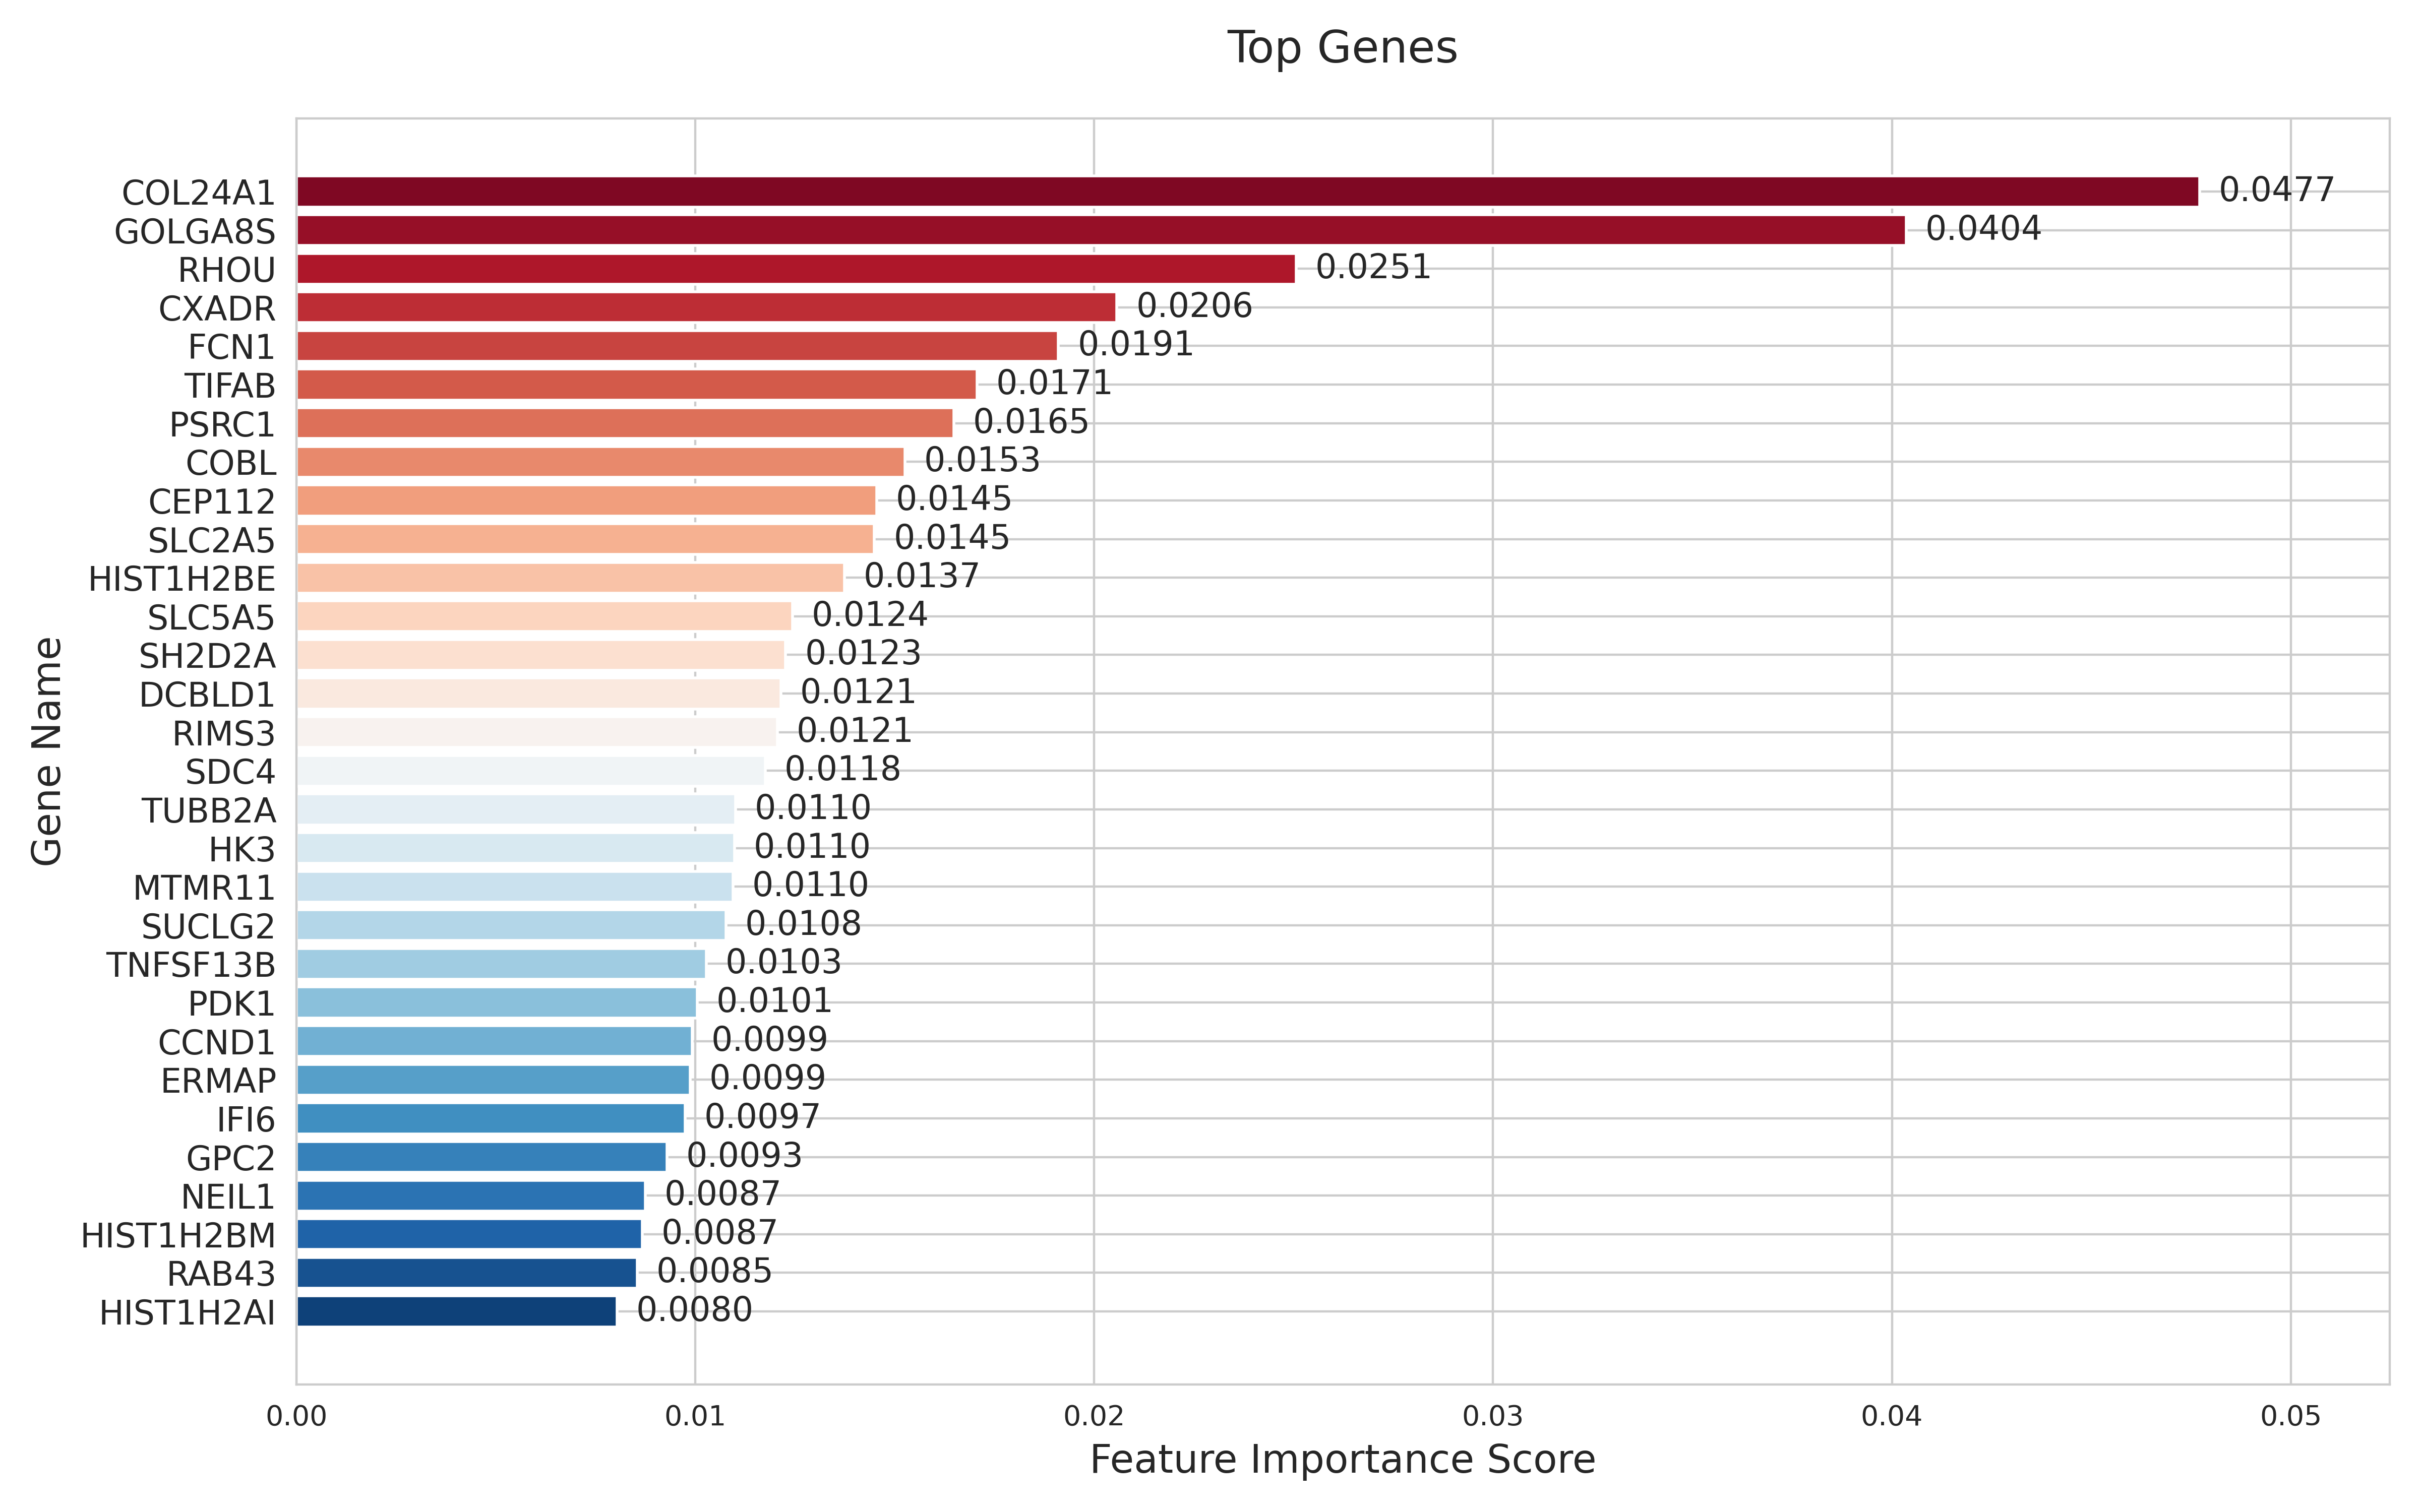 Top Genes
COL24A1 0.0477
GOLGA8S 0.0404
RHOU 0.0251
CXADR 0.0206
FCN1 0.0191
TIFAB 0.0171
PSRC1 0.0165
COBL 0.0153
CEP112 0.0145
SLC2A5 0.0145
HIST1H2BE 0.0137
SLC5A5 0.0124
SH2D2A 0.0123
DCBLD1 0.0121
RIMS3 0.0121
SDC4 0.0118
TUBB2A 0.0110
HK3 0.0110
MTMR11 0.0110
SUCLG2 0.0108
TNFSF13B 0.0103
PDK1 0.0101
CCND1 0.0099
ERMAP 0.0099
IFI6 0.0097
GPC2 0.0093
NEIL1 0.0087
HIST1H2BM 0.0087
RAB43 0.0085
HIST1H2AI 0.0080
Gene Name
0.00 0.01 0.02 0.03 0.04 0.05
Feature Importance Score